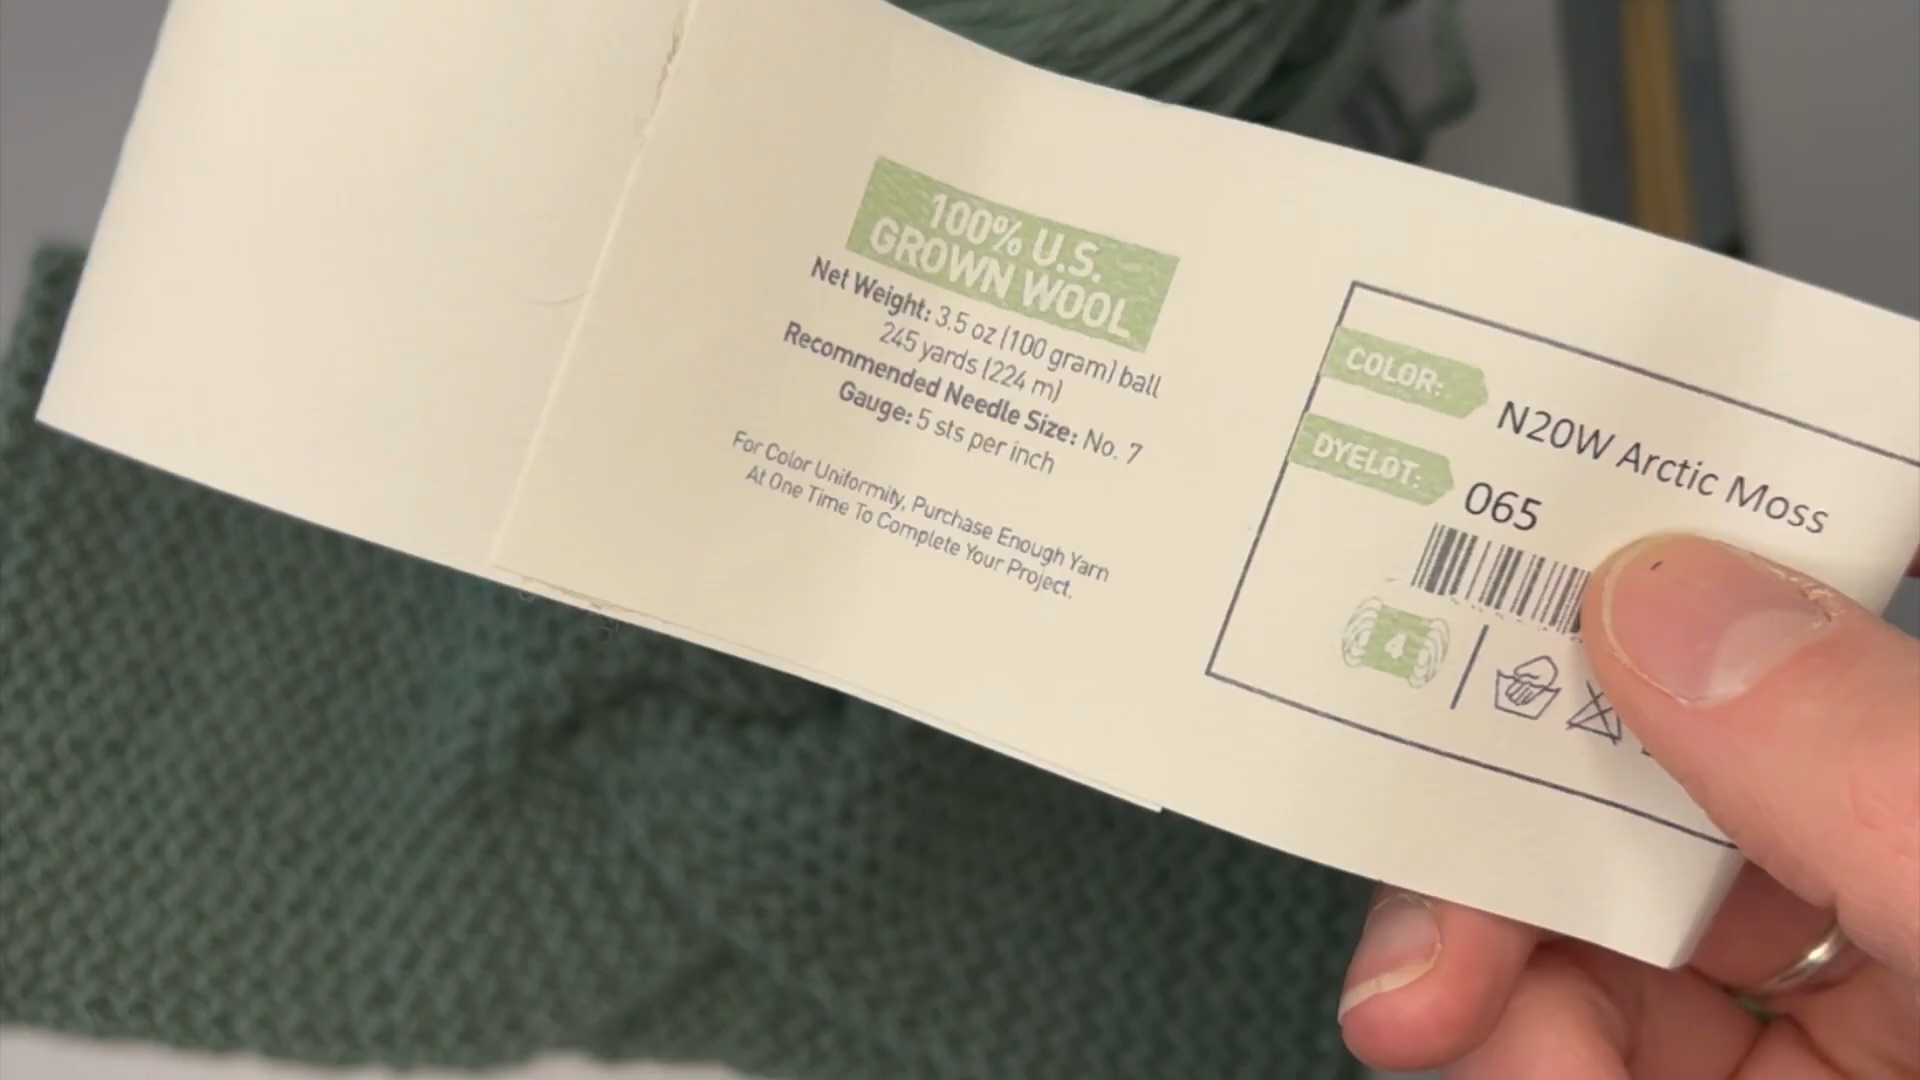 100% U.S.
GROWN WOOL
Net Weight: 3.5 oz (100 gram) ball
245 yards (224 m)
Recommended Needle Size: No. 7
Gauge: 5 sts per inch
For Color Uniformity, Purchase Enough Yarn
At One Time To Complete Your Project.
COLOR: N20W Arctic Moss
DYELOT: 065
4